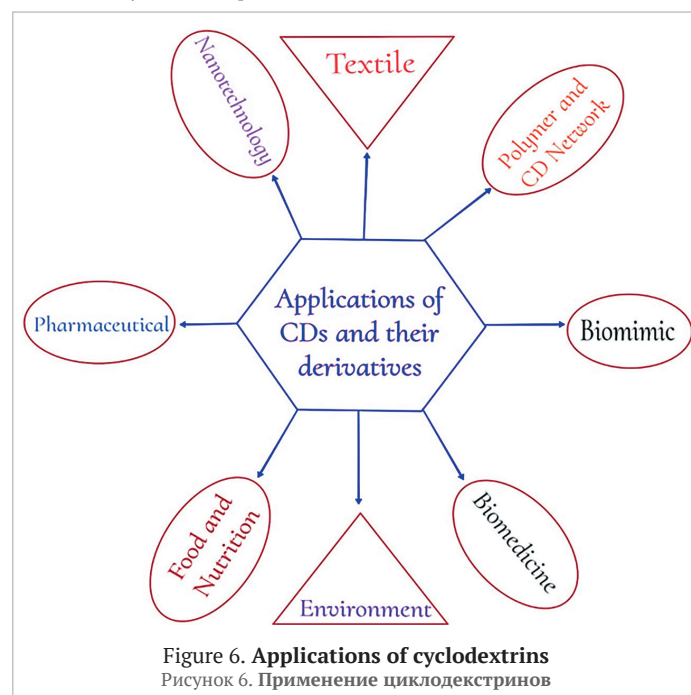 Nanotechnology
Textile
Polymer and
CD Network
Pharmaceutical
Applications of
CDs and their
derivatives
Biomimic
Food and
Nutrition
Environment
Biomedicine
Figure 6. Applications of cyclodextrins
Рисунок 6. Применение циклодекстринов